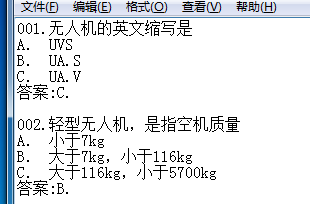 文件(F) 编辑(E) 格式(O) 查看(V) 帮助(H)
001.无人机的英文缩写是
A. UVS
B. UA.S
C. UA.V
答案:C.
002.轻型无人机，是指空机质量
A. 小于7kg
B. 大于7kg，小于116kg
C. 大于116kg，小于5700kg
答案:B.